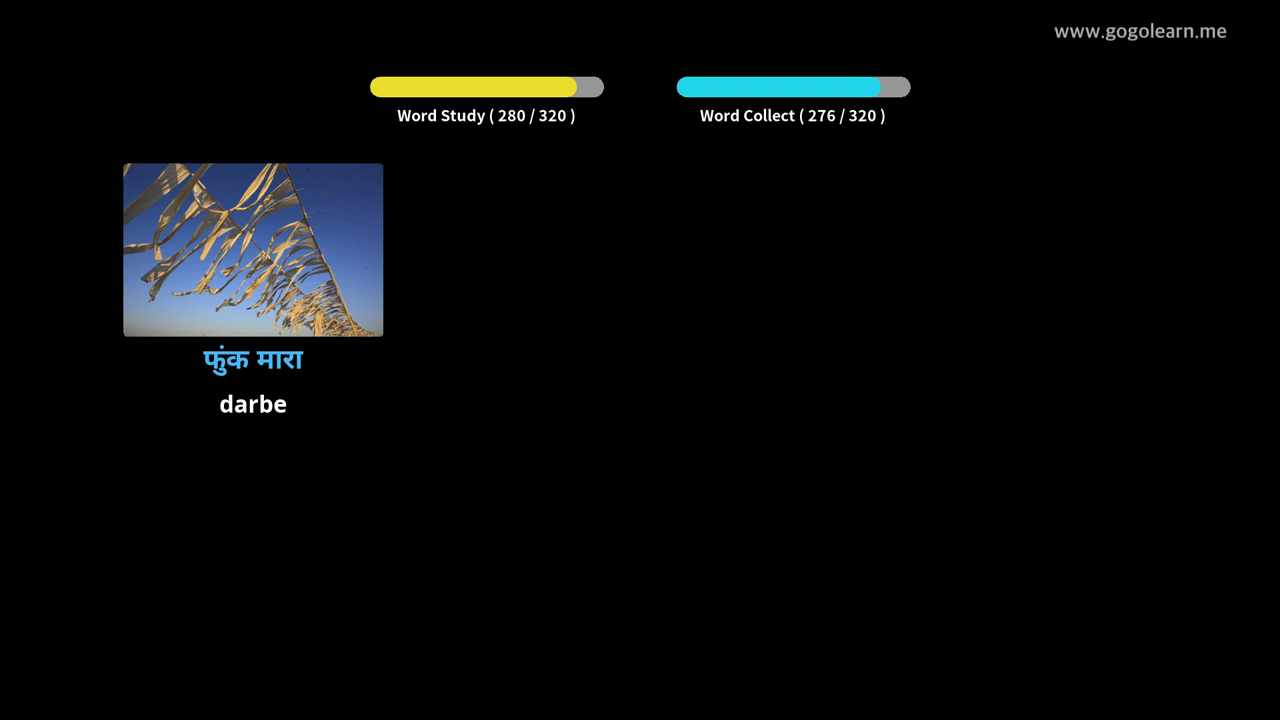 www.gogolearn.me
Word Study ( 280 / 320 )
Word Collect ( 276 / 320 )
फुंक मारा
darbe